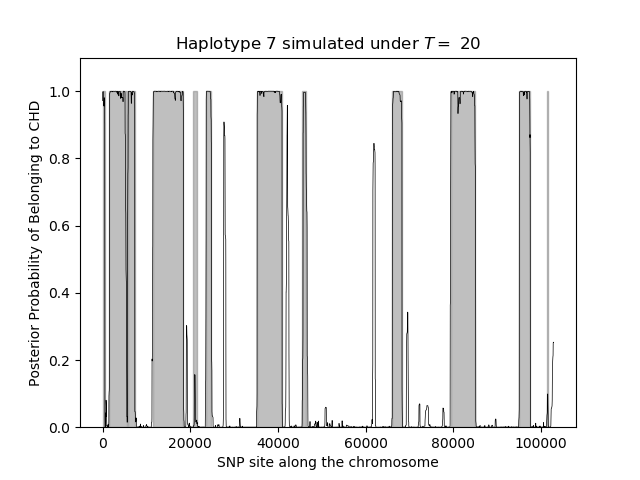 Haplotype 7 simulated under T = 20
Posterior Probability of Belonging to CHD
1.0
0.8
0.6
0.4
0.2
0.0
0 20000 40000 60000 80000 100000
SNP site along the chromosome